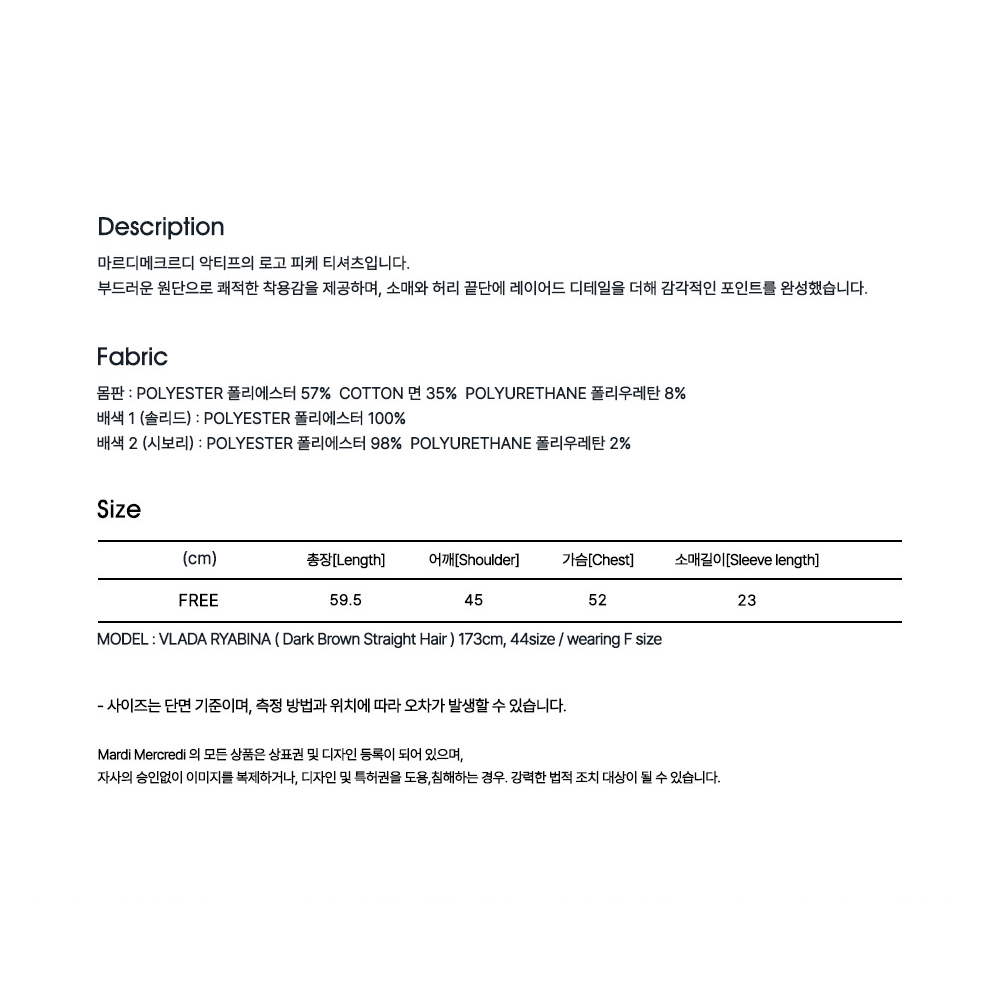 Description
마르디메크르디 악티프의 로고 피케 티셔츠입니다.
부드러운 원단으로 쾌적한 착용감을 제공하며, 소매와 허리 끝단에 레이어드 디테일을 더해 감각적인 포인트를 완성했습니다.
Fabric
몸판 : POLYESTER 폴리에스터 57% COTTON 면 35% POLYURETHANE 폴리우레탄 8%
배색 1 (솔리드) : POLYESTER 폴리에스터 100%
배색 2 (시보리) : POLYESTER 폴리에스터 98% POLYURETHANE 폴리우레탄 2%
Size
(cm) 총장[Length] 어깨[Shoulder] 가슴[Chest] 소매길이[Sleeve length]
FREE 59.5 45 52 23
MODEL : VLADA RYABINA ( Dark Brown Straight Hair ) 173cm, 44size / wearing F size
- 사이즈는 단면 기준이며, 측정 방법과 위치에 따라 오차가 발생할 수 있습니다.
Mardi Mercredi 의 모든 상품은 상표권 및 디자인 등록이 되어 있으며,
자사의 승인없이 이미지를 복제하거나, 디자인 및 특허권을 도용,침해하는 경우. 강력한 법적 조치 대상이 될 수 있습니다.